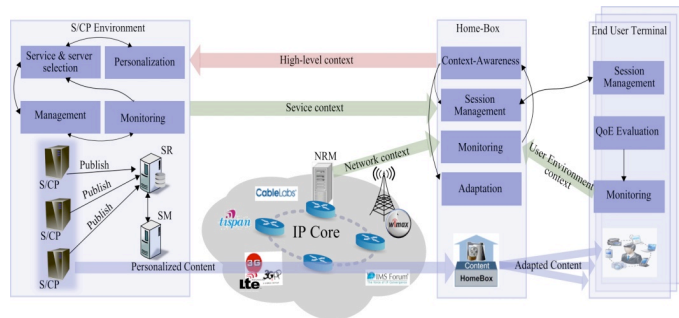 S/CP Environment
Service & server
selection
Personalization
Management
Monitoring
S/CP
S/CP
S/CP
Publish
Publish
Publish
SR
SM
High-level context
Sevice context
Network context
User Environment
context
NRM
CableLabs
tispan
IP Core
wimax
3G
Lte
3GPP
IMS Forum
Personalized Content
Home-Box
Context-Awareness
Session
Management
Monitoring
Adaptation
Content
HomeBox
Adapted Content
End User Terminal
Session
Management
QoE Evaluation
Monitoring